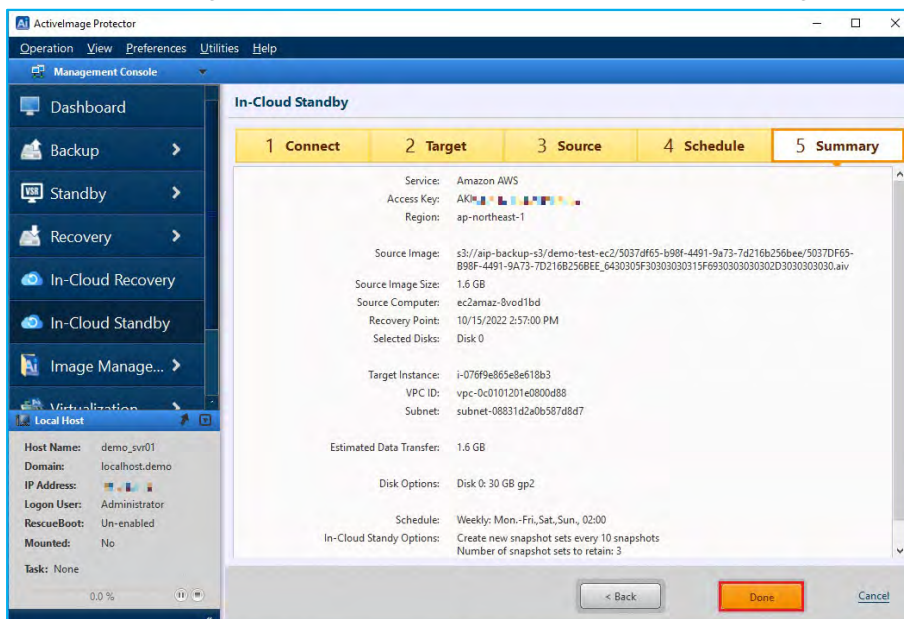 ActiveImage Protector
Operation View Preferences Utilities Help
Management Console
Dashboard
Backup
Standby
Recovery
In-Cloud Recovery
In-Cloud Standby
Image Manage...
Virtualization
Local Host
Host Name: demo_svr01
Domain: localhost.demo
IP Address:
Logon User: Administrator
RescueBoot: Un-enabled
Mounted: No
Task: None
0.0 %
In-Cloud Standby
1 Connect 2 Target 3 Source 4 Schedule 5 Summary
Service: Amazon AWS
Access Key: AKI
Region: ap-northeast-1
Source Image: s3://aip-backup-s3/demo-test-ec2/5037df65-b98f-4491-9a73-7d216b256bee/5037DF65-
B98F-4491-9A73-7D216B256BEE_6430305F30303030315F6930303030302D3030303030.aiv
Source Image Size: 1.6 GB
Source Computer: ec2amaz-8vod1bd
Recovery Point: 10/15/2022 2:57:00 PM
Selected Disks: Disk 0
Target Instance: i-076f9e865e8e618b3
VPC ID: vpc-0c0101201e0800d88
Subnet: subnet-08831d2a0b587d8d7
Estimated Data Transfer: 1.6 GB
Disk Options: Disk 0: 30 GB gp2
Schedule: Weekly: Mon.-Fri.,Sat.,Sun., 02:00
In-Cloud Standy Options: Create new snapshot sets every 10 snapshots
Number of snapshot sets to retain: 3
< Back Done Cancel